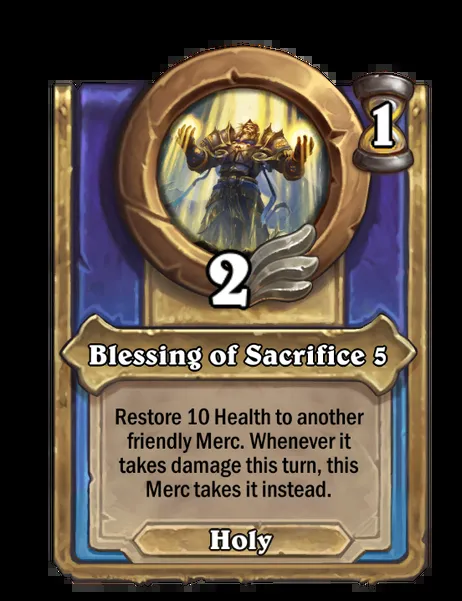 1
2
Blessing of Sacrifice 5
Restore 10 Health to another
friendly Merc. Whenever it
takes damage this turn, this
Merc takes it instead.
Holy